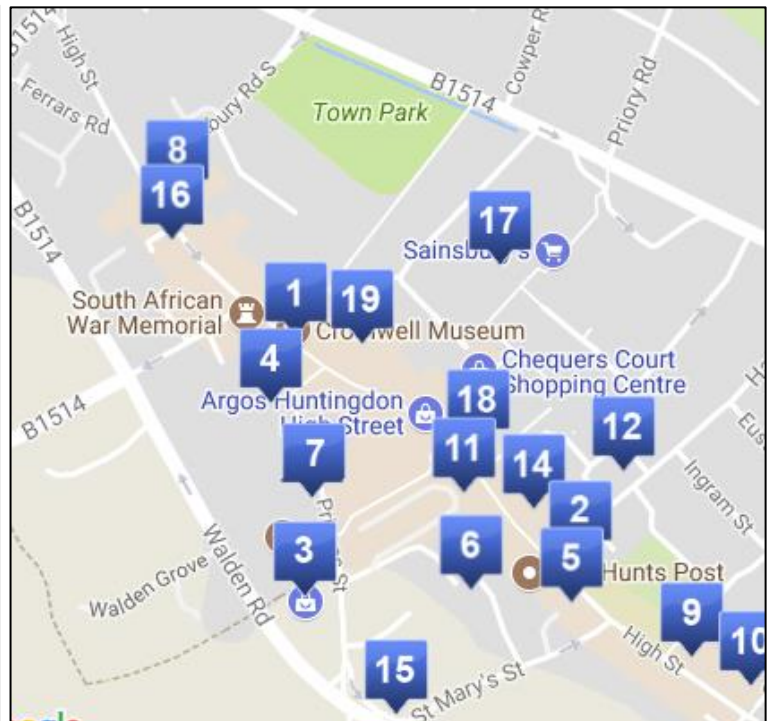 B1514
High St
Ferrars Rd
bury Rd S
Town Park
B1514
Cowper R
Priory Rd
8
16
17
Sainsbury's
B1514
South African
War Memorial
1
19
Cromwell Museum
4
Chequers Court
Shopping Centre
Argos Huntingdon
High Street
18
B1514
7
11
14
12
2
Ingram St
Walden Rd
Walden Grove
3
6
5
Hunts Post
9
10
High St
15
St Mary's St